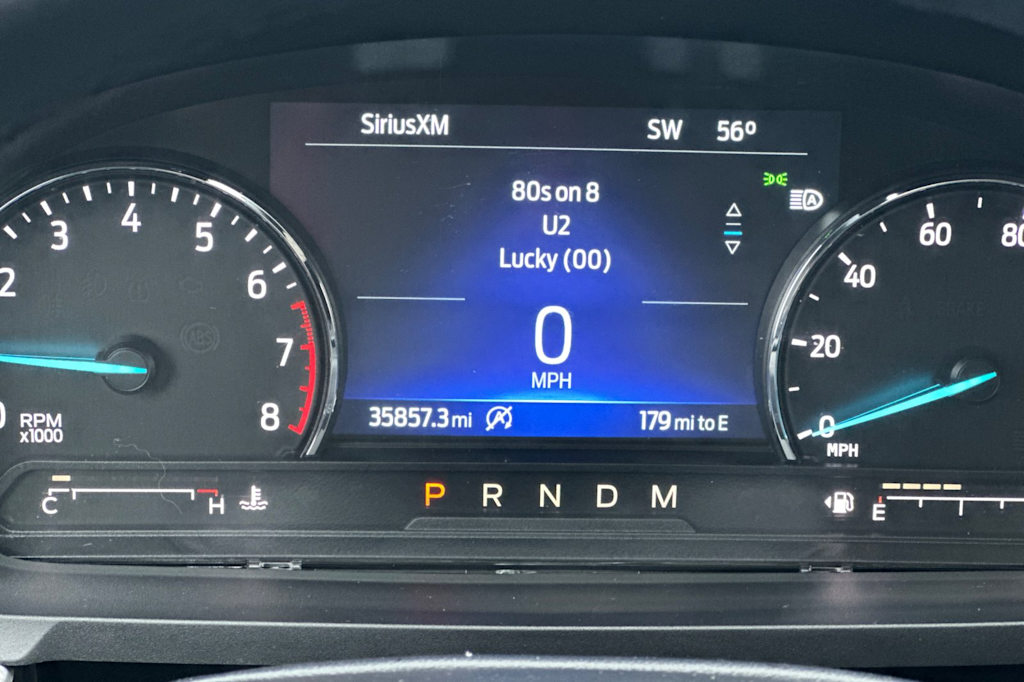 SiriusXM SW 56°
80s on 8
U2
Lucky (00)
0
MPH
35857.3 mi 179 mi to E
2 3 4 5 6 7 8
RPM
x1000
ABS
0 20 40 60 80
MPH
C H
P R N D M
E